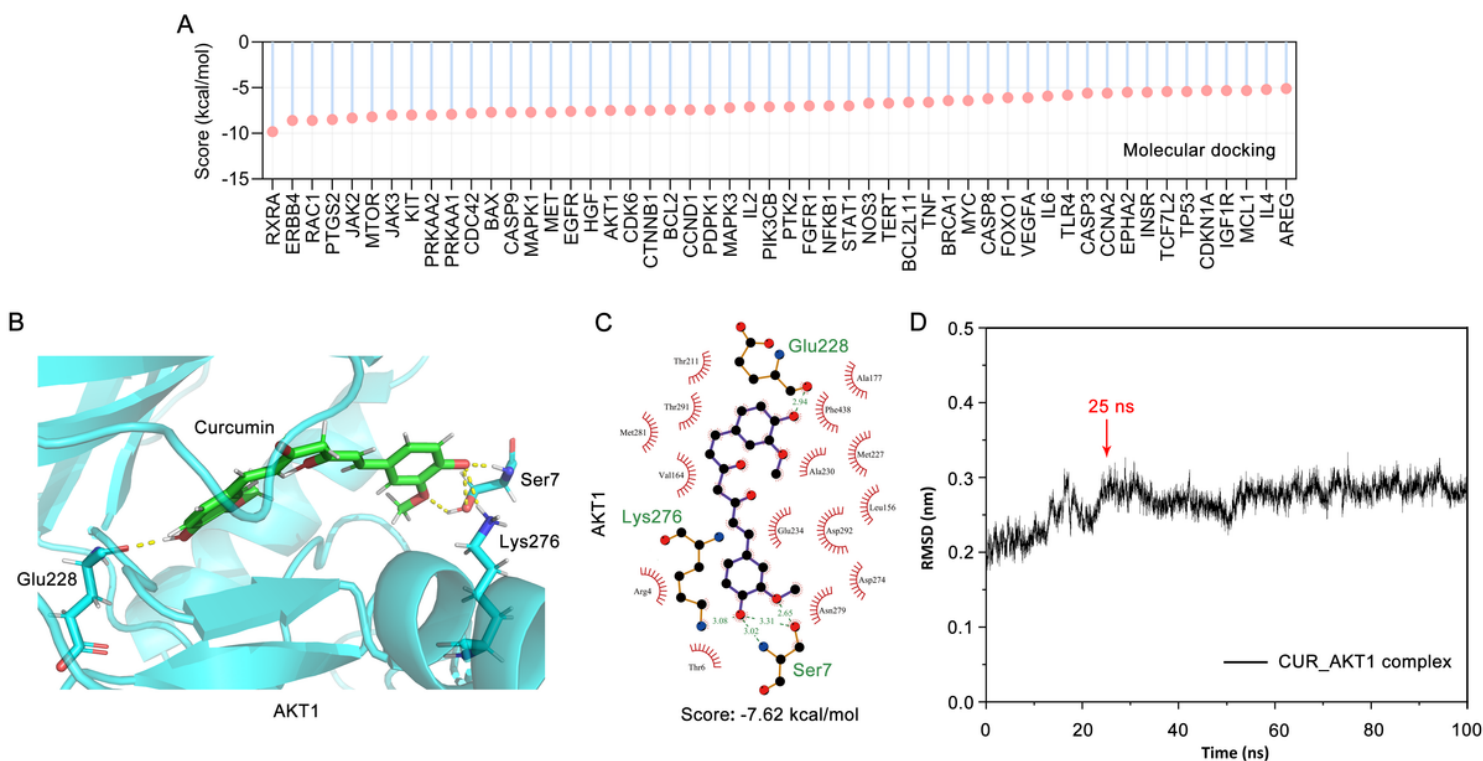 A
Score (kcal/mol)
0
-5
-10
-15
Molecular docking
RXRA
ERBB4
RAC1
PTGS2
JAK2
MTOR
JAK3
KIT
PRKAA2
PRKAA1
CDC42
BAX
CASP9
MAPK1
MET
EGFR
HGF
AKT1
CDK6
CTNNB1
BCL2
CCND1
PDPK1
MAPK3
IL2
PIK3CB
PTK2
FGFR1
NFKB1
STAT1
NOS3
TERT
BCL2L11
TNF
BRCA1
MYC
CASP8
FOXO1
VEGFA
IL6
TLR4
CASP3
CCNA2
EPHA2
INSR
TCF7L2
TP53
CDKN1A
IGF1R
MCL1
IL4
AREG
B
Curcumin
Ser7
Lys276
Glu228
AKT1
C
AKT1
Glu228
Thr211
Ala177
2.94
Thr291
Phe438
Met281
Met227
Val164
Ala230
Leu156
Lys276
Glu234
Asp292
Arg4
Asp274
2.65
Asn279
3.08
3.31
3.02
Thr6
Ser7
Score: -7.62 kcal/mol
D
RMSD (nm)
0.5
0.4
0.3
0.2
0.1
0.0
25 ns
CUR_AKT1 complex
0
20
40
60
80
100
Time (ns)